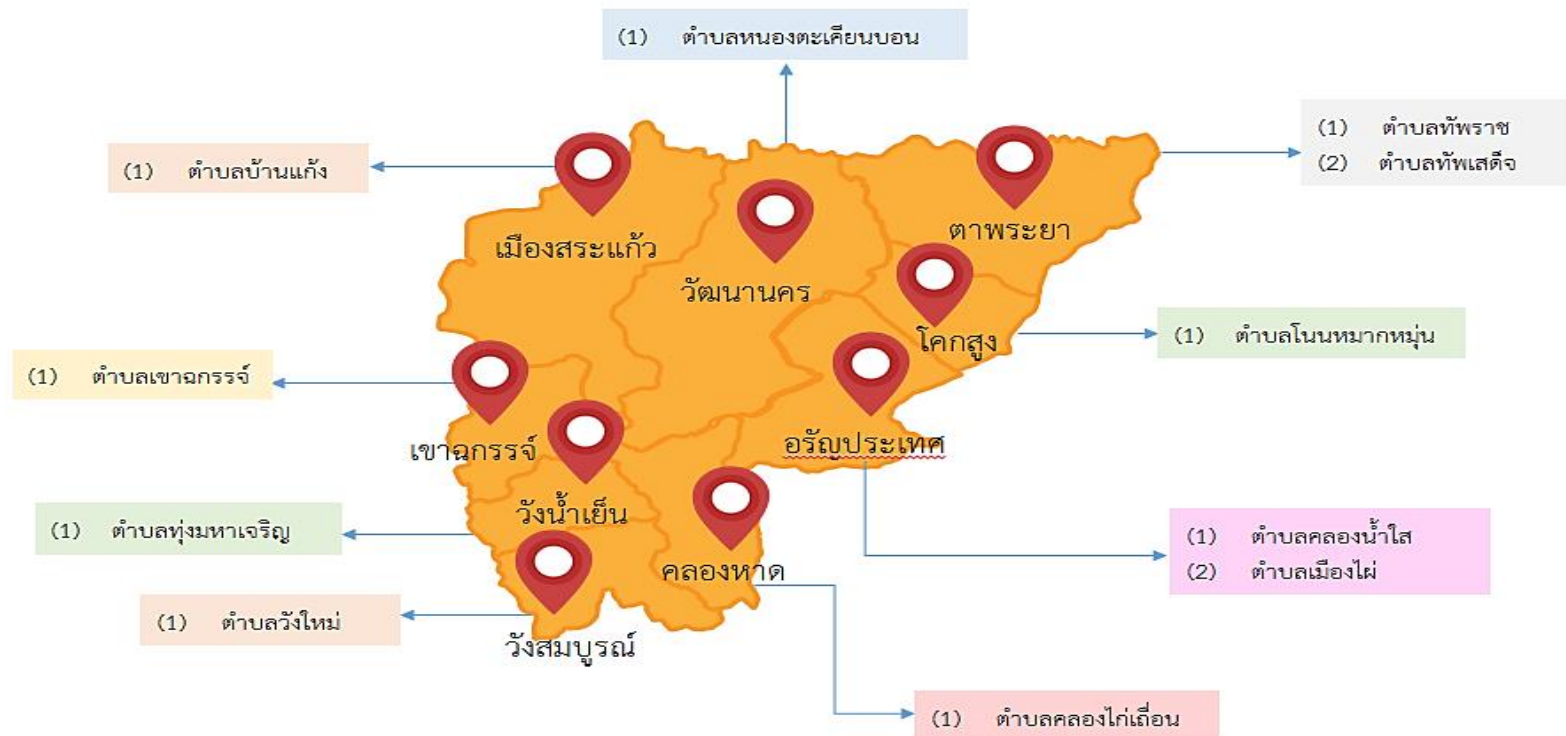 (1) ตำบลหนองตะเคียนบอน
(1) ตำบลทัพราช
(2) ตำบลทัพเสด็จ
(1) ตำบลบ้านแก้ง
เมืองสระแก้ว
ตาพระยา
วัฒนานคร
โคกสูง
(1) ตำบลโนนหมากหมุ่น
(1) ตำบลเขาฉกรรจ์
เขาฉกรรจ์
อรัญประเทศ
วังน้ำเย็น
(1) ตำบลทุ่งมหาเจริญ
คลองหาด
(1) ตำบลคลองน้ำใส
(2) ตำบลเมืองไผ่
(1) ตำบลวังใหม่
วังสมบูรณ์
(1) ตำบลคลองไก่เถื่อน